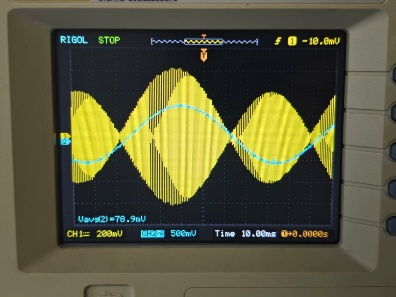 RIGOL STOP -10.0mV
Vavg(2)=78.9mV
CH1 200mV CH2 500mV Time 10.00ms 0.0000s